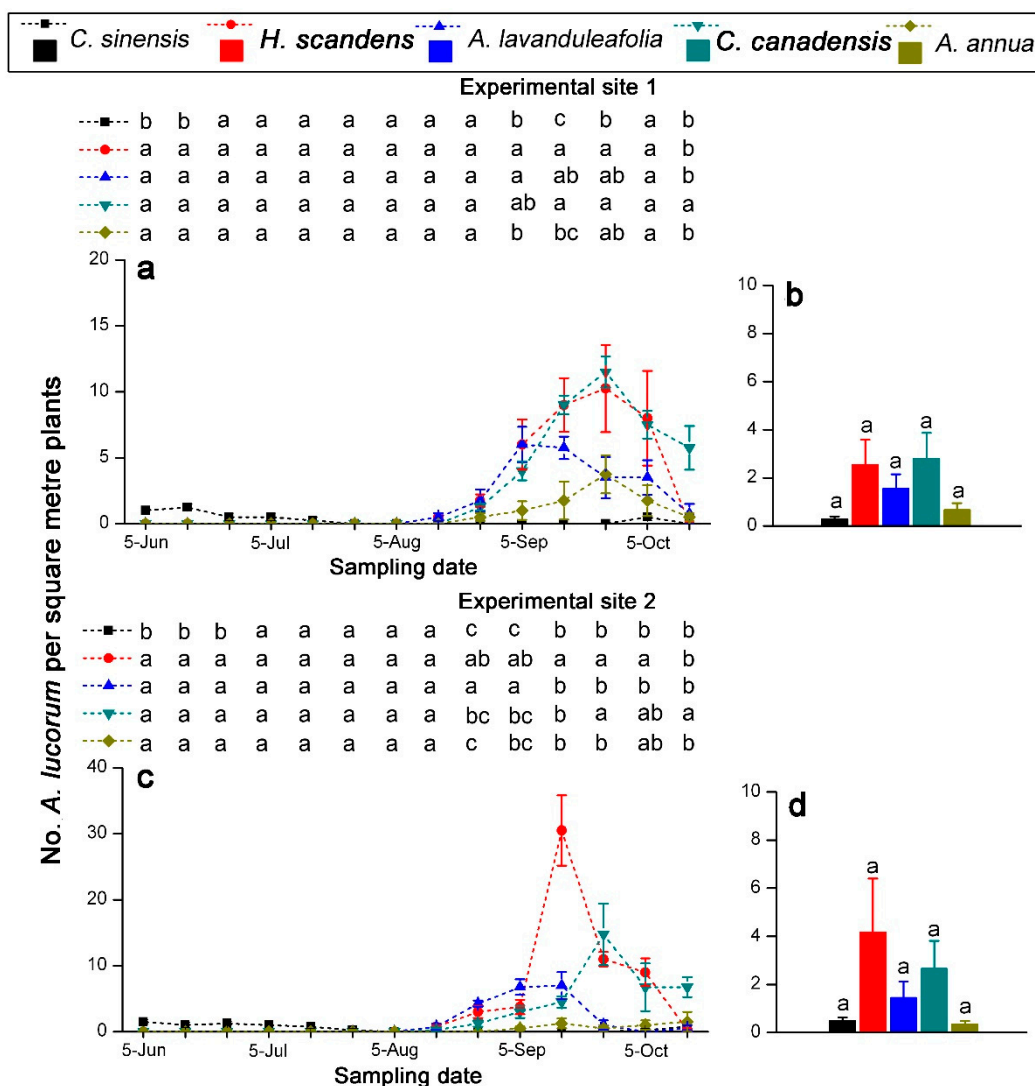 C. sinensis H. scandens A. lavanduleafolia C. canadensis A. annua
Experimental site 1
b b a a a a a a a b c b a b
a a a a a a a a a a a a a b
a a a a a a a a a a ab ab a b
a a a a a a a a a ab a a a a
a a a a a a a a a b bc ab a b
a
20
15
10
5
0
5-Jun 5-Jul 5-Aug 5-Sep 5-Oct
Sampling date
b
10
8
6
4
2
0
a a a a a
No. A. lucorum per square metre plants
Experimental site 2
b b b a a a a a c c b b b b
a a a a a a a a ab ab a a a b
a a a a a a a a a a b b b b
a a a a a a a a bc bc b a ab a
a a a a a a a a c bc b b ab b
c
40
30
20
10
0
5-Jun 5-Jul 5-Aug 5-Sep 5-Oct
Sampling date
d
10
8
6
4
2
0
a a a a a